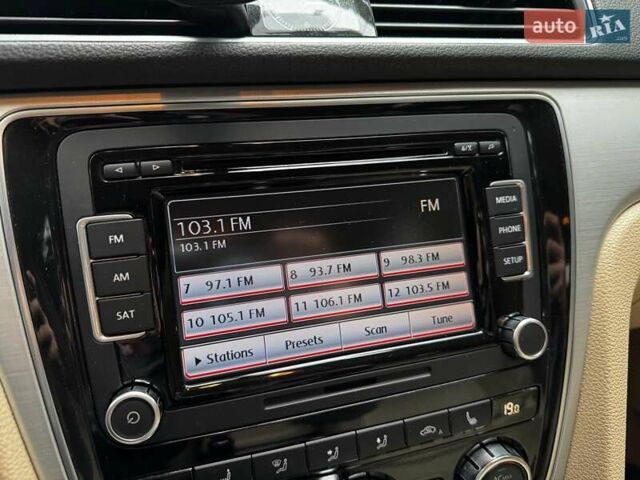 auto RIA.com
FM
AM
SAT
MEDIA
PHONE
SETUP
103.1 FM
FM
103.1 FM
7 97.1 FM 8 93.7 FM 9 98.3 FM
10 105.1 FM 11 106.1 FM 12 103.5 FM
Stations Presets Scan Tune
19.0